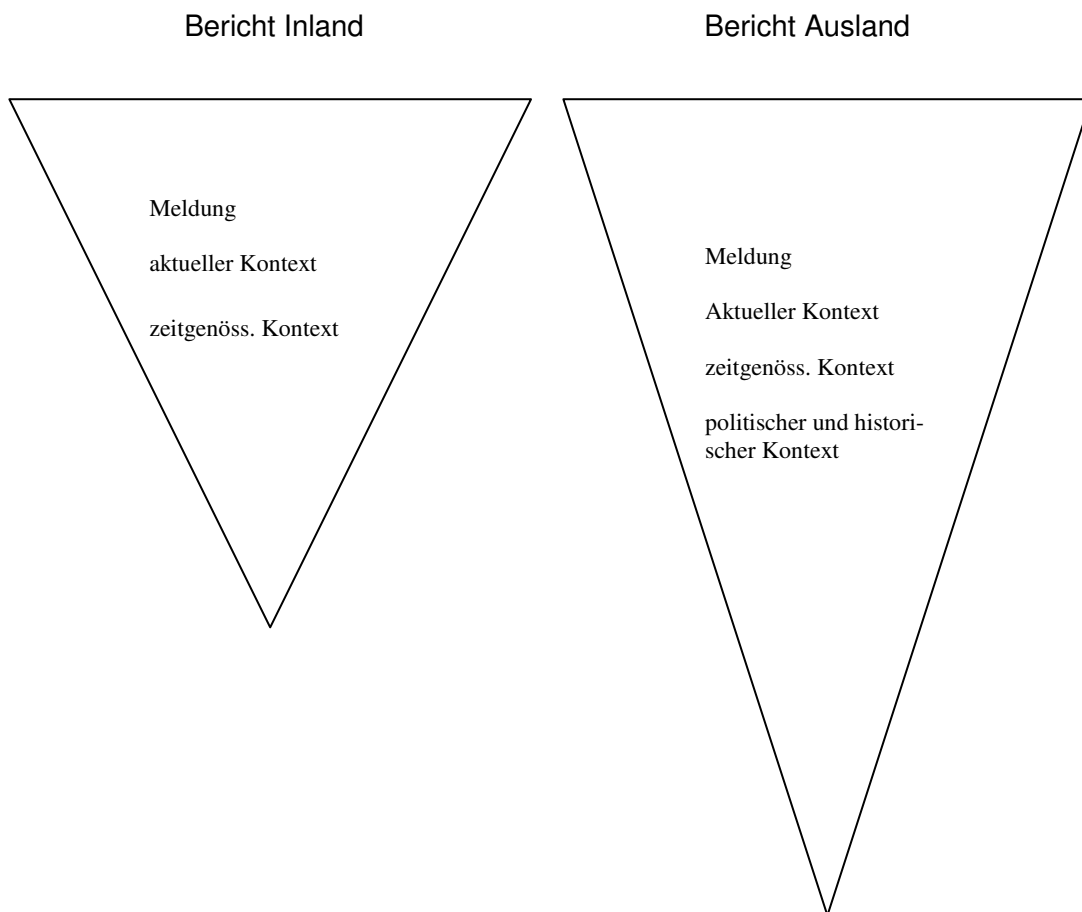 Bericht Inland
Bericht Ausland
Meldung
aktueller Kontext
zeitgenöss. Kontext
Meldung
Aktueller Kontext
zeitgenöss. Kontext
politischer und histori-
scher Kontext